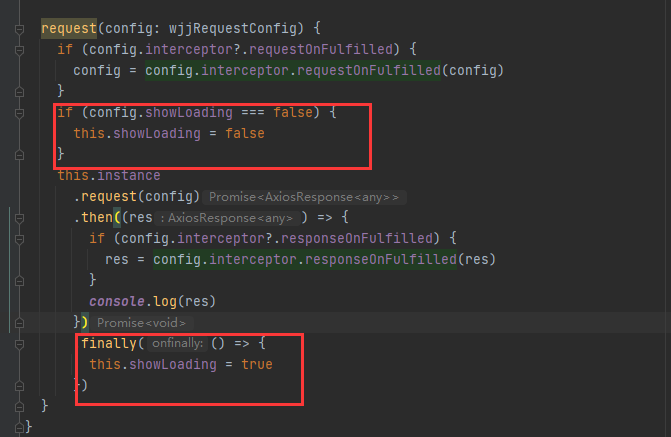 request(config: wjjRequestConfig) {
if (config.interceptor?.requestOnFulfilled) {
config = config.interceptor.requestOnFulfilled(config)
}
if (config.showLoading === false) {
this.showLoading = false
}
this.instance
.request(config) Promise<AxiosResponse<any>>
.then((res : AxiosResponse<any> ) => {
if (config.interceptor?.responseOnFulfilled) {
res = config.interceptor.responseOnFulfilled(res)
}
console.log(res)
}) Promise<void>
finally( onfinally: () => {
this.showLoading = true
})
}
}